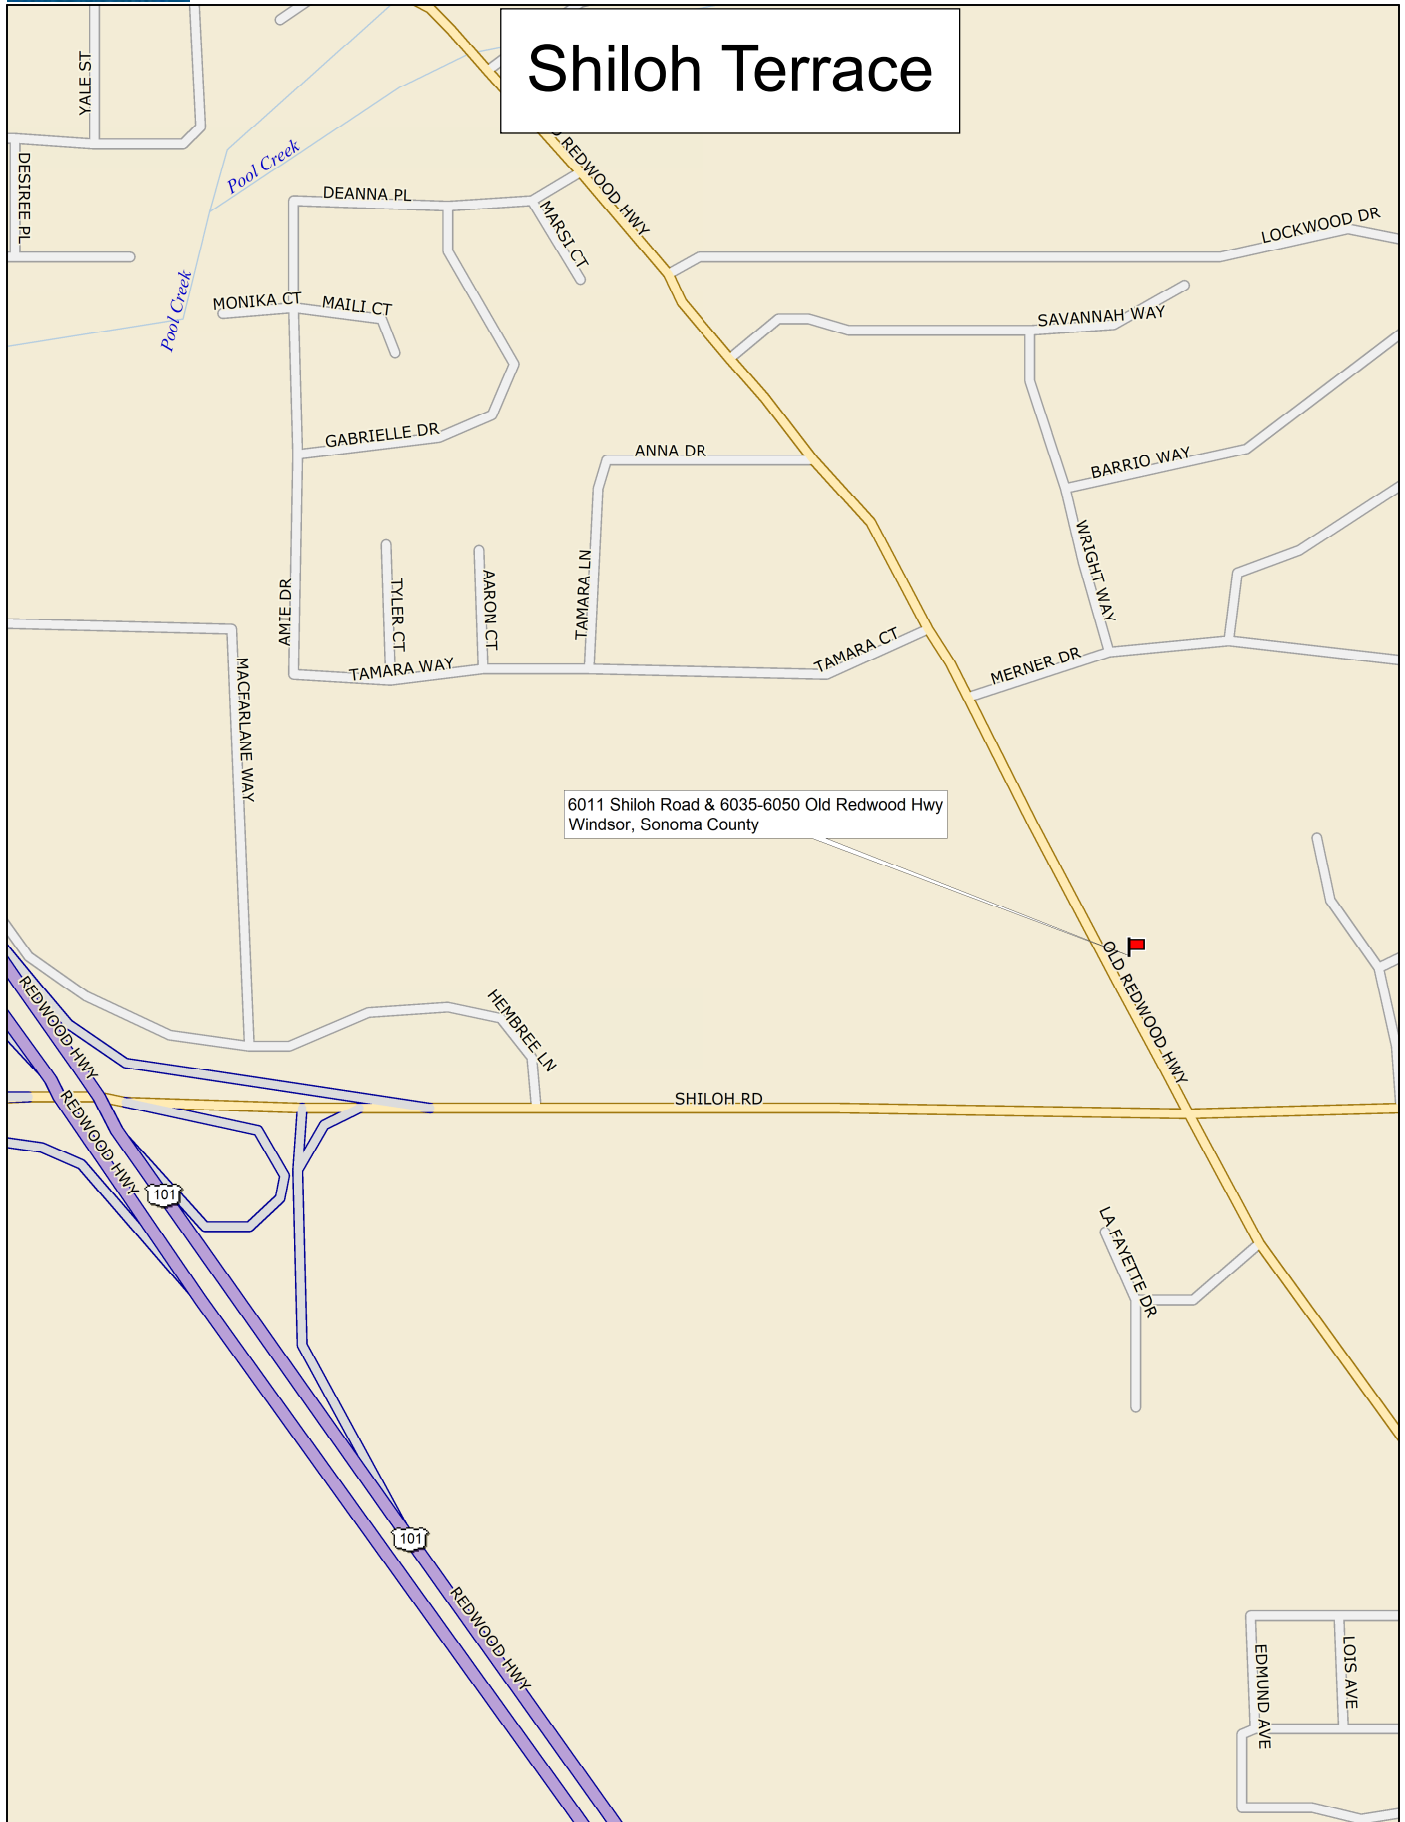 Shiloh Terrace
YALE ST
DESIREE PL
Pool Creek
Pool Creek
REDWOOD HWY
DEANNA PL
MARSI CT
LOCKWOOD DR
MONIKA CT
MAILI CT
SAVANNAH WAY
GABRIELLE DR
ANNA DR
BARRIO WAY
WRIGHT WAY
AMIE DR
TYLER CT
AARON CT
TAMARA LN
TAMARA WAY
TAMARA CT
MERNER DR
MACFARLANE WAY
6011 Shiloh Road & 6035-6050 Old Redwood Hwy
Windsor, Sonoma County
OLD REDWOOD HWY
REDWOOD HWY
HEMBREE LN
SHILOH RD
REDWOOD HWY
101
LA FAYETTE DR
101
REDWOOD HWY
EDMUND AVE
LOIS AVE